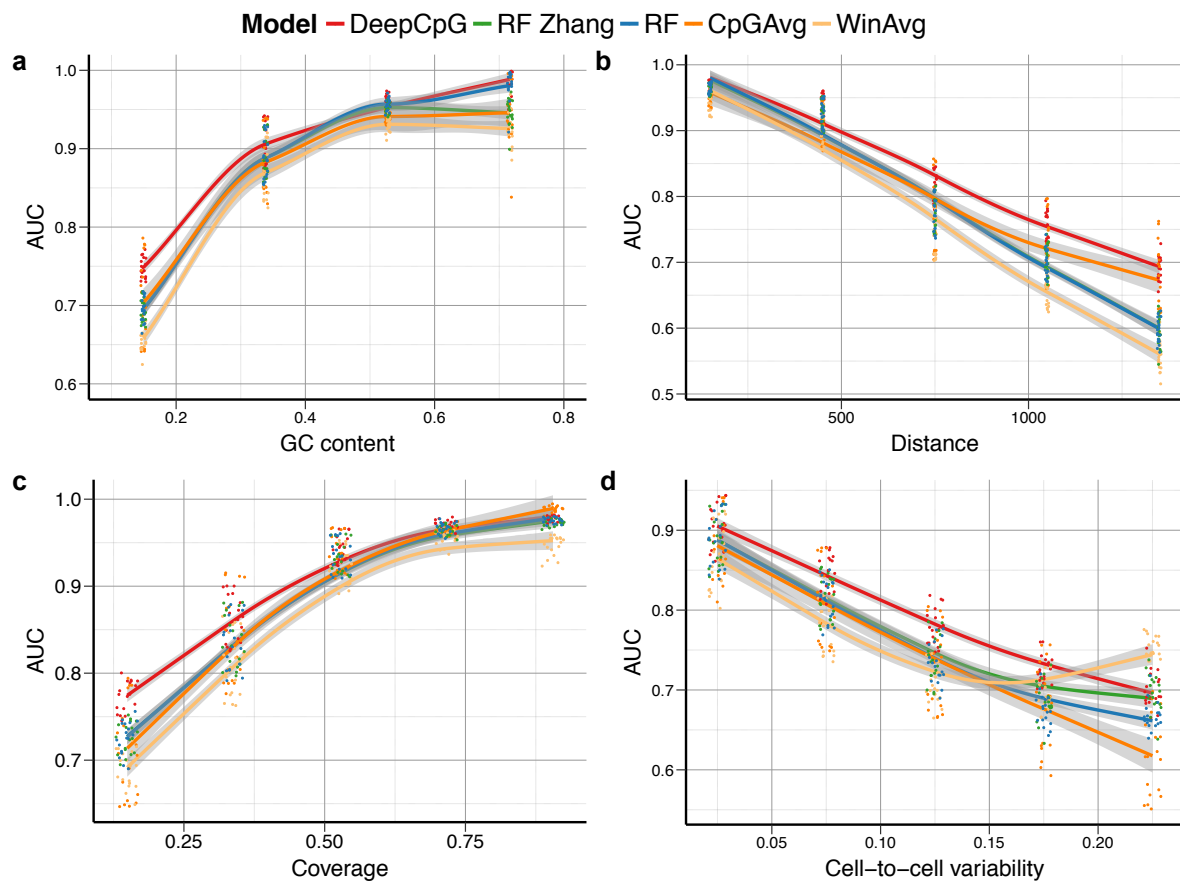 Model DeepCpG RF Zhang RF CpGAvg WinAvg
a
1.0
0.9
0.8
0.7
0.6
AUC
0.2 0.4 0.6 0.8
GC content
b
1.0
0.9
0.8
0.7
0.6
0.5
AUC
500 1000
Distance
c
1.0
0.9
0.8
0.7
AUC
0.25 0.50 0.75
Coverage
d
0.9
0.8
0.7
0.6
AUC
0.05 0.10 0.15 0.20
Cell−to−cell variability